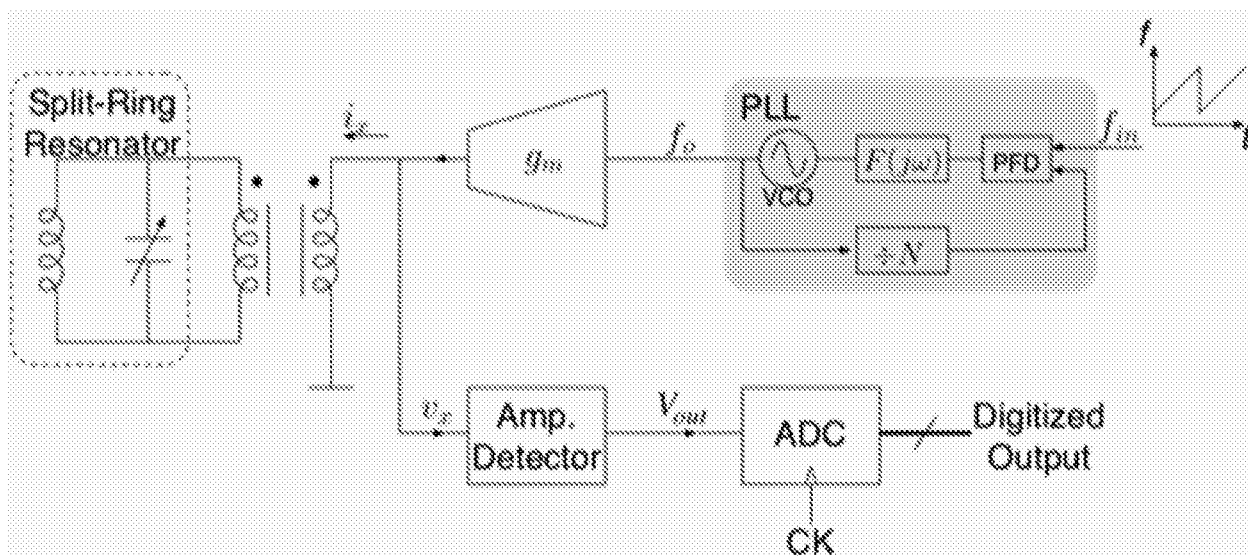 Split-Ring
Resonator
i_x
g_m
f_o
PLL
VCO
F(jω)
PFD
f_in
f
t
÷N
v_x
Amp.
Detector
V_out
ADC
CK
Digitized
Output